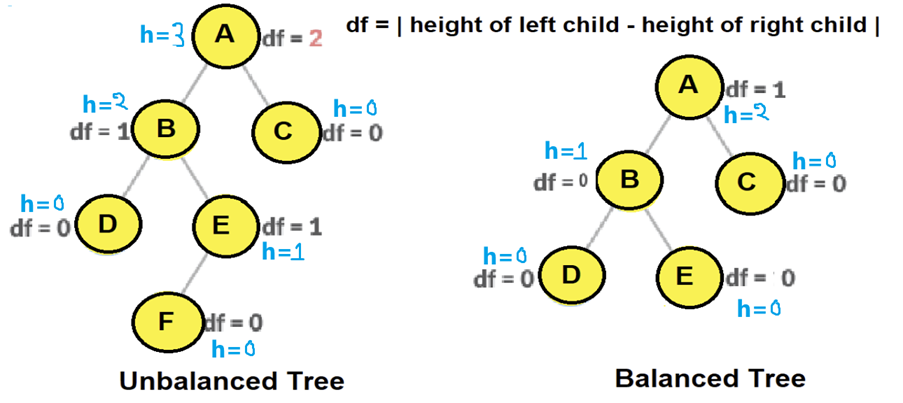 df = | height of left child - height of right child |
h=3 A df = 2
h=2
df = 1 B
h=0
C df = 0
h=0
df = 0 D
E df = 1
h=1
F df = 0
h=0
Unbalanced Tree
A df = 1
h=2
h=1
df = 0 B
h=0
C df = 0
h=0
df = 0 D
E df = 0
h=0
Balanced Tree